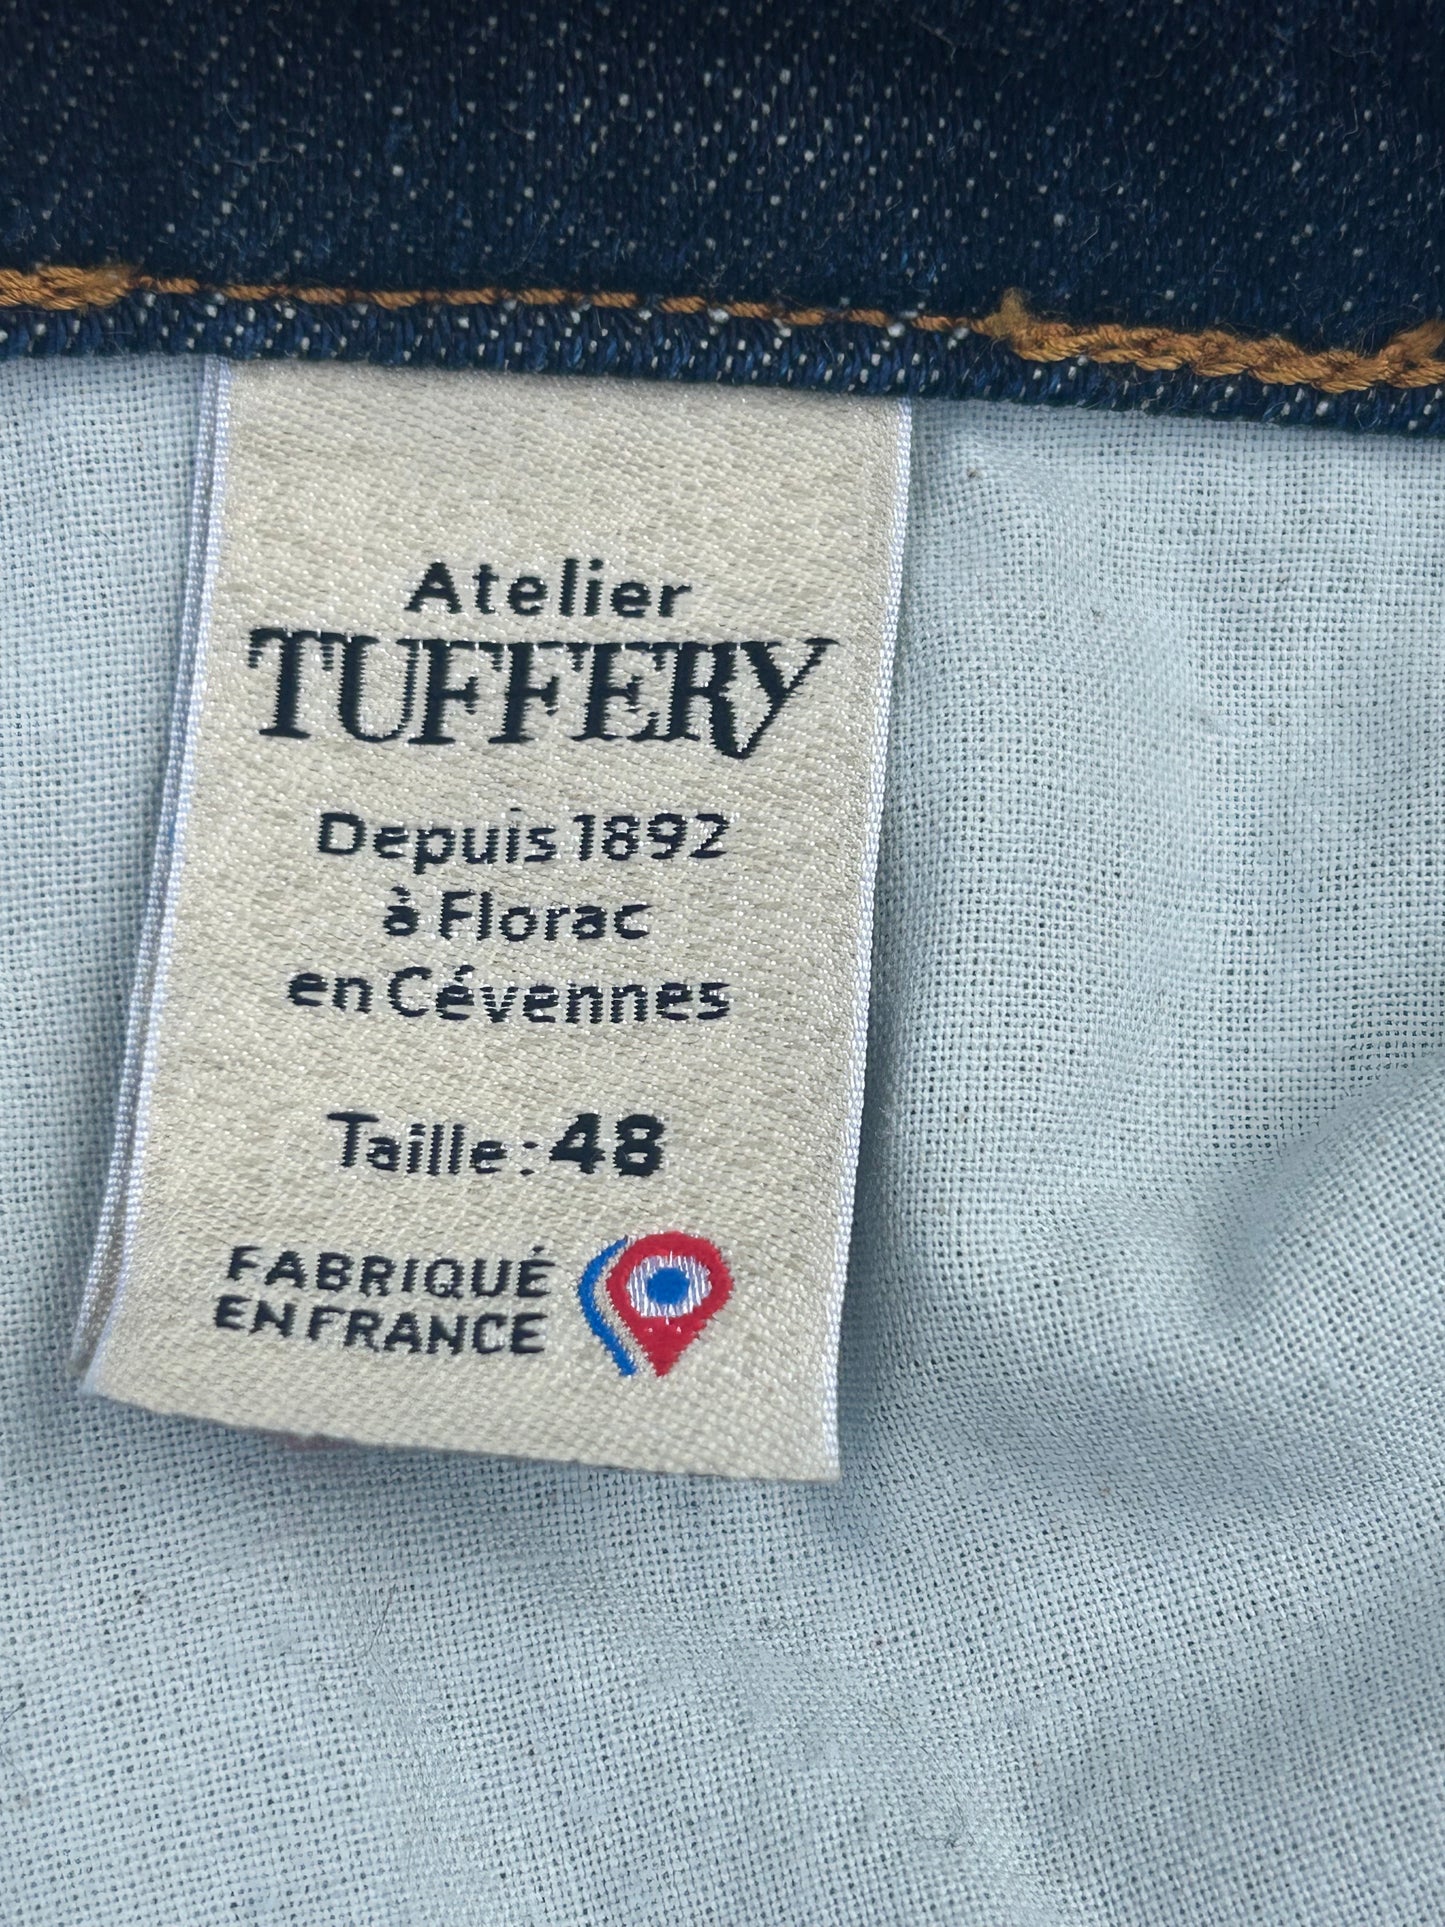 Atelier
TUFFERY
Depuis 1892
à Florac
en Cévennes
Taille : 48
FABRIQUÉ
EN FRANCE